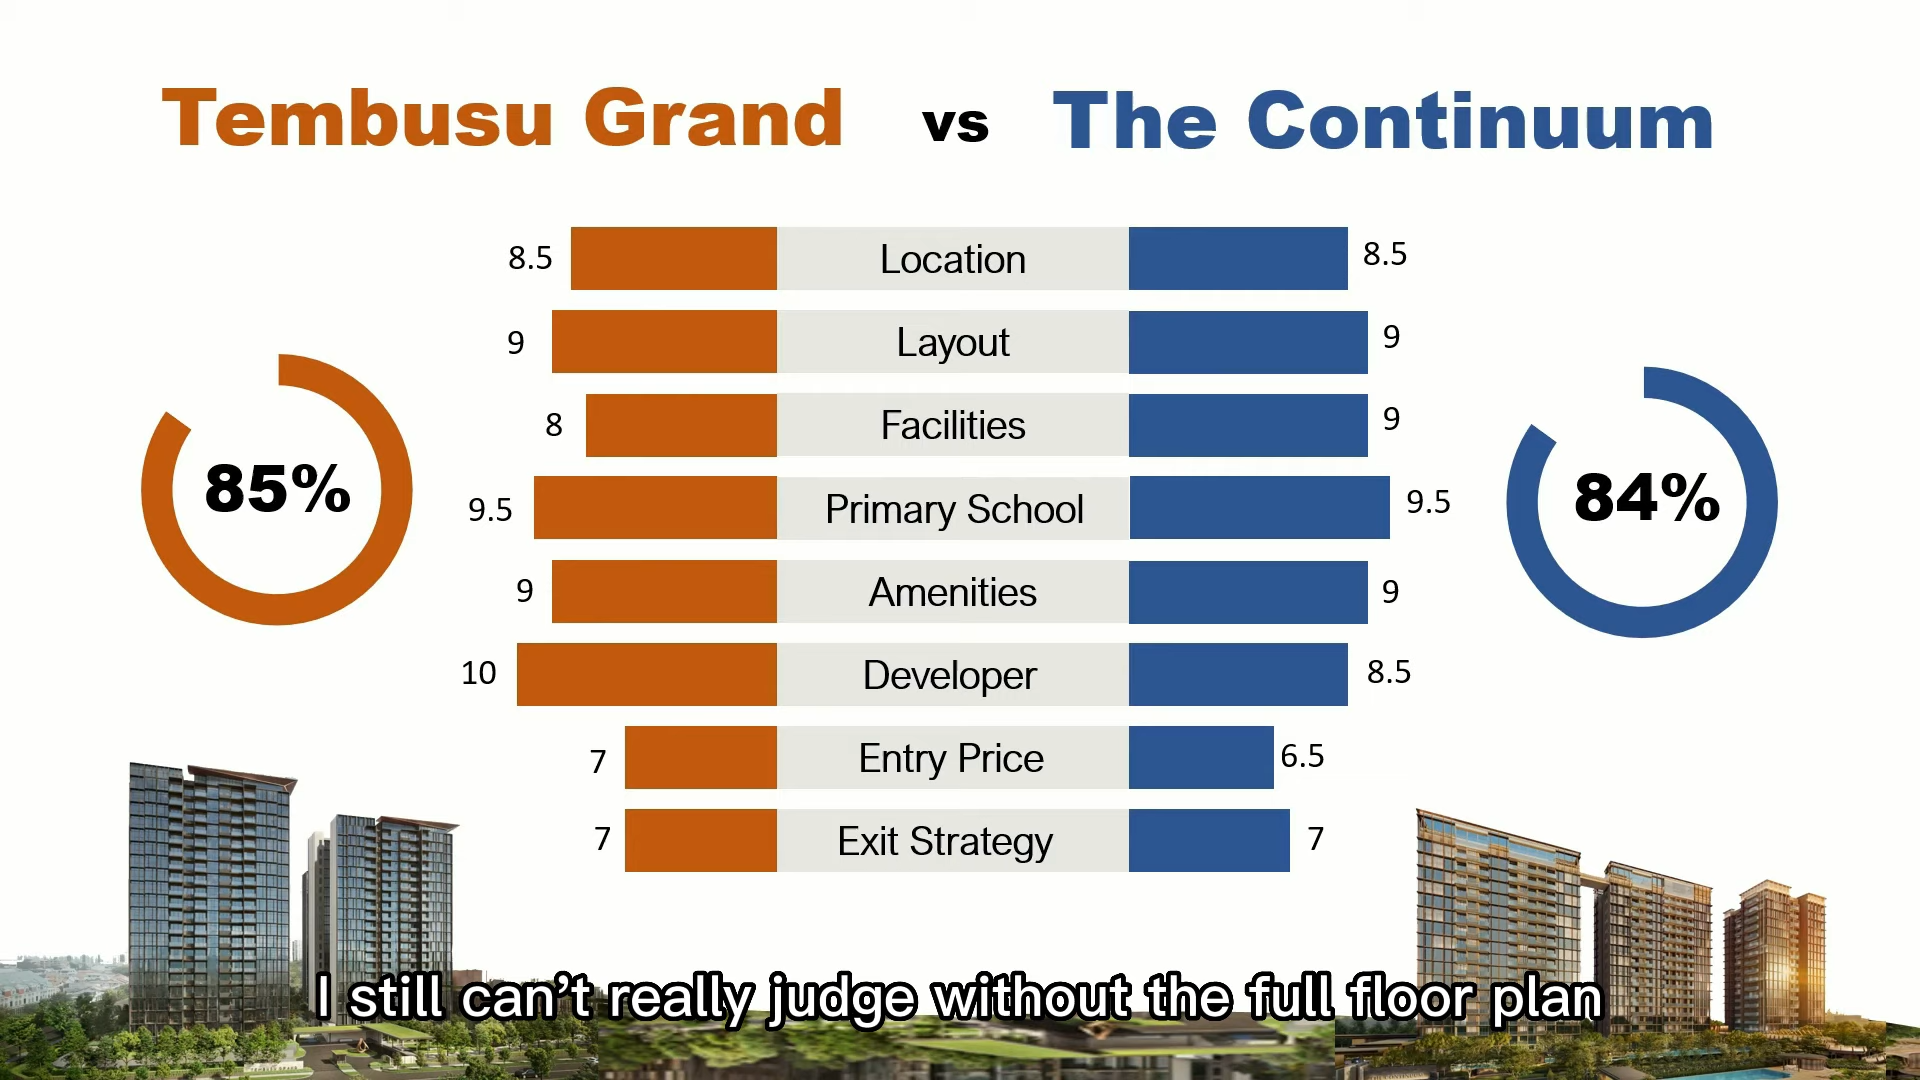 Tembusu Grand vs The Continuum
8.5 Location 8.5
9 Layout 9
8 Facilities 9
9.5 Primary School 9.5
85%
84%
9 Amenities 9
10 Developer 8.5
7 Entry Price 6.5
7 Exit Strategy 7
I still can't really judge without the full floor plan